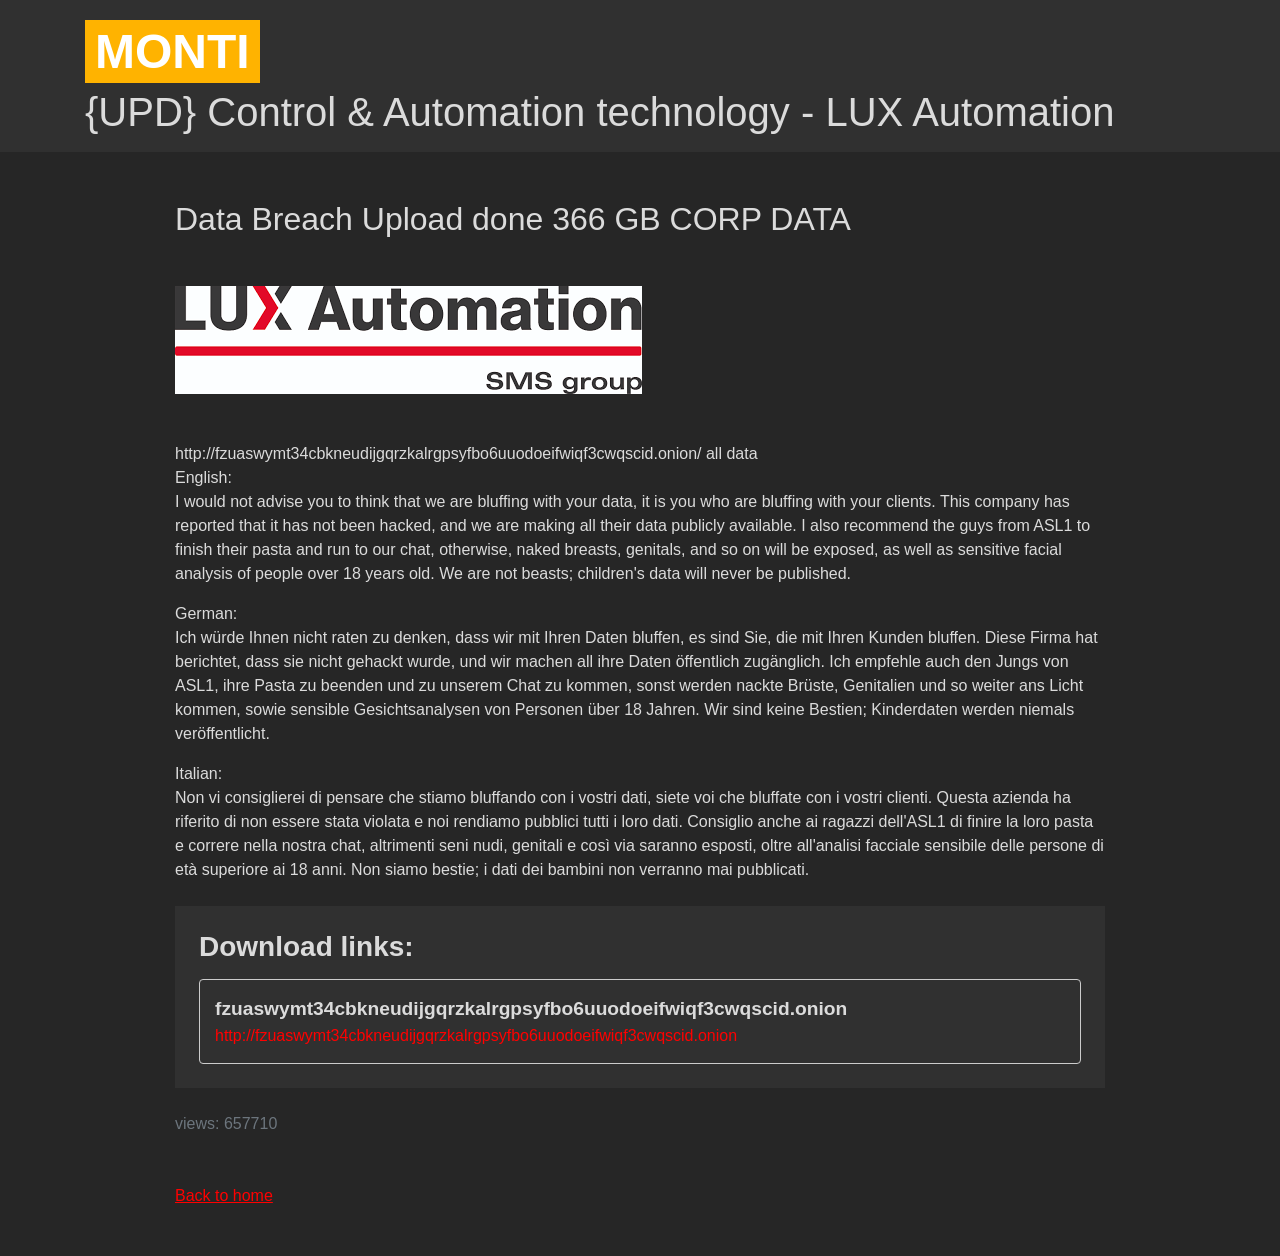 MONTI
{UPD} Control & Automation technology - LUX Automation
Data Breach Upload done 366 GB CORP DATA
LUX Automation
SMS group
http://fzuaswymt34cbkneudijgqrzkalrgpsyfbo6uuodoeifwiqf3cwqscid.onion/ all data
English:
I would not advise you to think that we are bluffing with your data, it is you who are bluffing with your clients. This company has
reported that it has not been hacked, and we are making all their data publicly available. I also recommend the guys from ASL1 to
finish their pasta and run to our chat, otherwise, naked breasts, genitals, and so on will be exposed, as well as sensitive facial
analysis of people over 18 years old. We are not beasts; children's data will never be published.
German:
Ich würde Ihnen nicht raten zu denken, dass wir mit Ihren Daten bluffen, es sind Sie, die mit Ihren Kunden bluffen. Diese Firma hat
berichtet, dass sie nicht gehackt wurde, und wir machen all ihre Daten öffentlich zugänglich. Ich empfehle auch den Jungs von
ASL1, ihre Pasta zu beenden und zu unserem Chat zu kommen, sonst werden nackte Brüste, Genitalien und so weiter ans Licht
kommen, sowie sensible Gesichtsanalysen von Personen über 18 Jahren. Wir sind keine Bestien; Kinderdaten werden niemals
veröffentlicht.
Italian:
Non vi consiglierei di pensare che stiamo bluffando con i vostri dati, siete voi che bluffate con i vostri clienti. Questa azienda ha
riferito di non essere stata violata e noi rendiamo pubblici tutti i loro dati. Consiglio anche ai ragazzi dell'ASL1 di finire la loro pasta
e correre nella nostra chat, altrimenti seni nudi, genitali e così via saranno esposti, oltre all'analisi facciale sensibile delle persone di
età superiore ai 18 anni. Non siamo bestie; i dati dei bambini non verranno mai pubblicati.
Download links:
fzuaswymt34cbkneudijgqrzkalrgpsyfbo6uuodoeifwiqf3cwqscid.onion
http://fzuaswymt34cbkneudijgqrzkalrgpsyfbo6uuodoeifwiqf3cwqscid.onion
views: 657710
Back to home